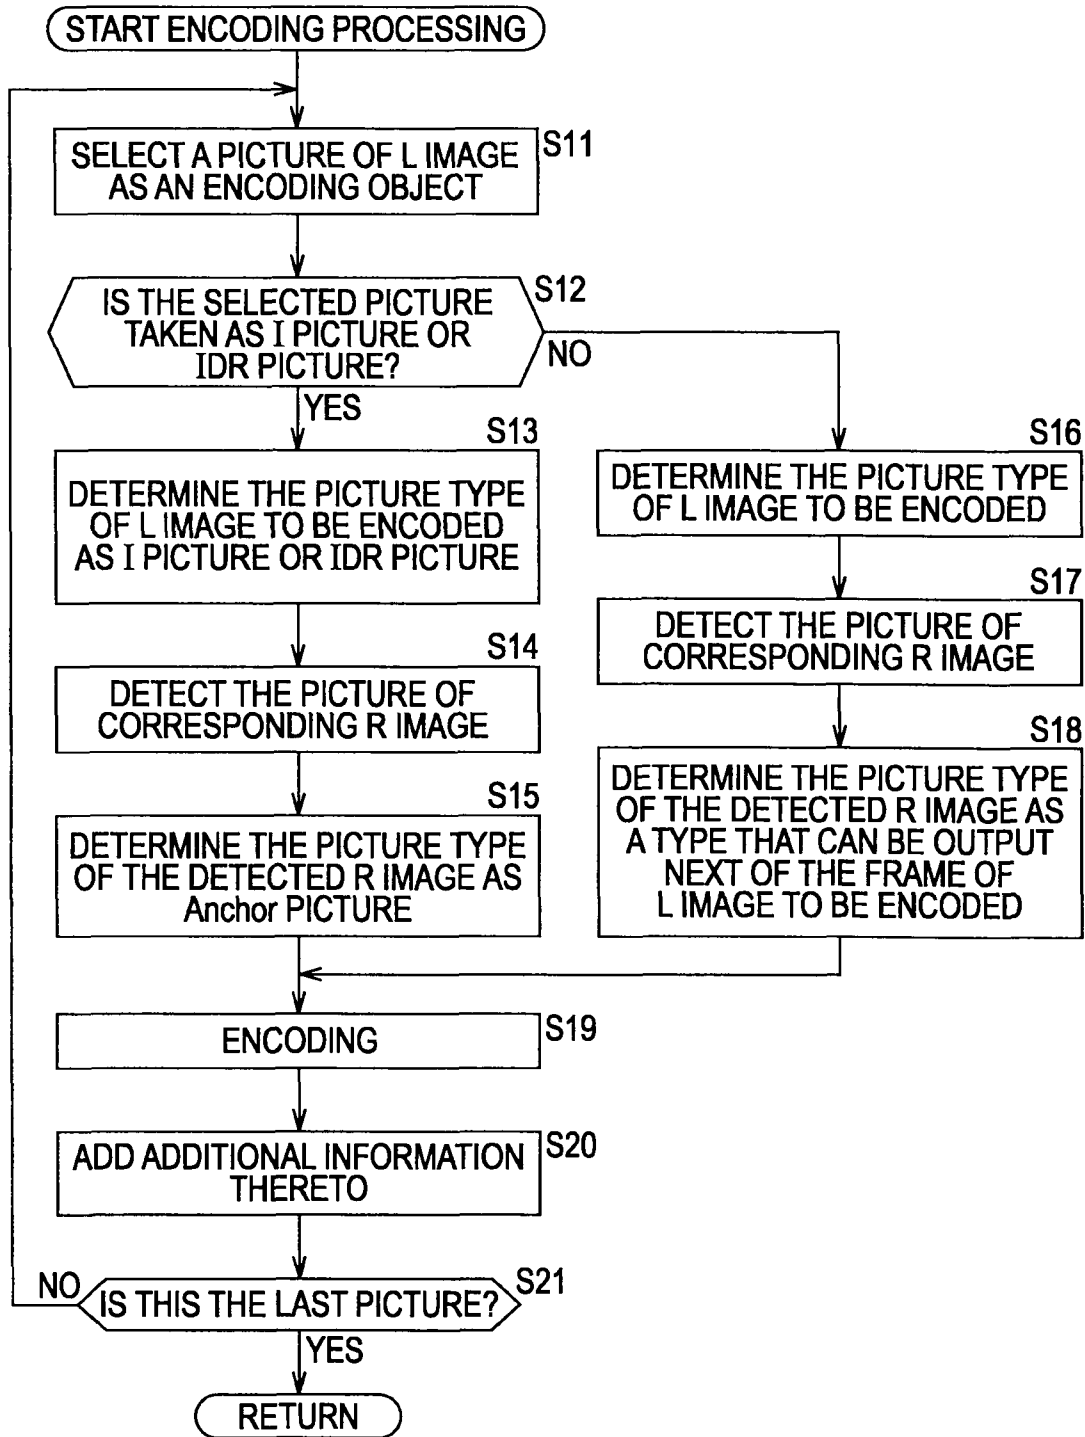 START ENCODING PROCESSING
S11
SELECT A PICTURE OF L IMAGE
AS AN ENCODING OBJECT
S12
IS THE SELECTED PICTURE
TAKEN AS I PICTURE OR
IDR PICTURE?
NO
YES
S13
DETERMINE THE PICTURE TYPE
OF L IMAGE TO BE ENCODED
AS I PICTURE OR IDR PICTURE
S14
DETECT THE PICTURE OF
CORRESPONDING R IMAGE
S15
DETERMINE THE PICTURE TYPE
OF THE DETECTED R IMAGE AS
Anchor PICTURE
S16
DETERMINE THE PICTURE TYPE
OF L IMAGE TO BE ENCODED
S17
DETECT THE PICTURE OF
CORRESPONDING R IMAGE
S18
DETERMINE THE PICTURE TYPE
OF THE DETECTED R IMAGE AS
A TYPE THAT CAN BE OUTPUT
NEXT OF THE FRAME OF
L IMAGE TO BE ENCODED
ENCODING
S19
ADD ADDITIONAL INFORMATION
THERETO
S20
NO
IS THIS THE LAST PICTURE?
S21
YES
RETURN